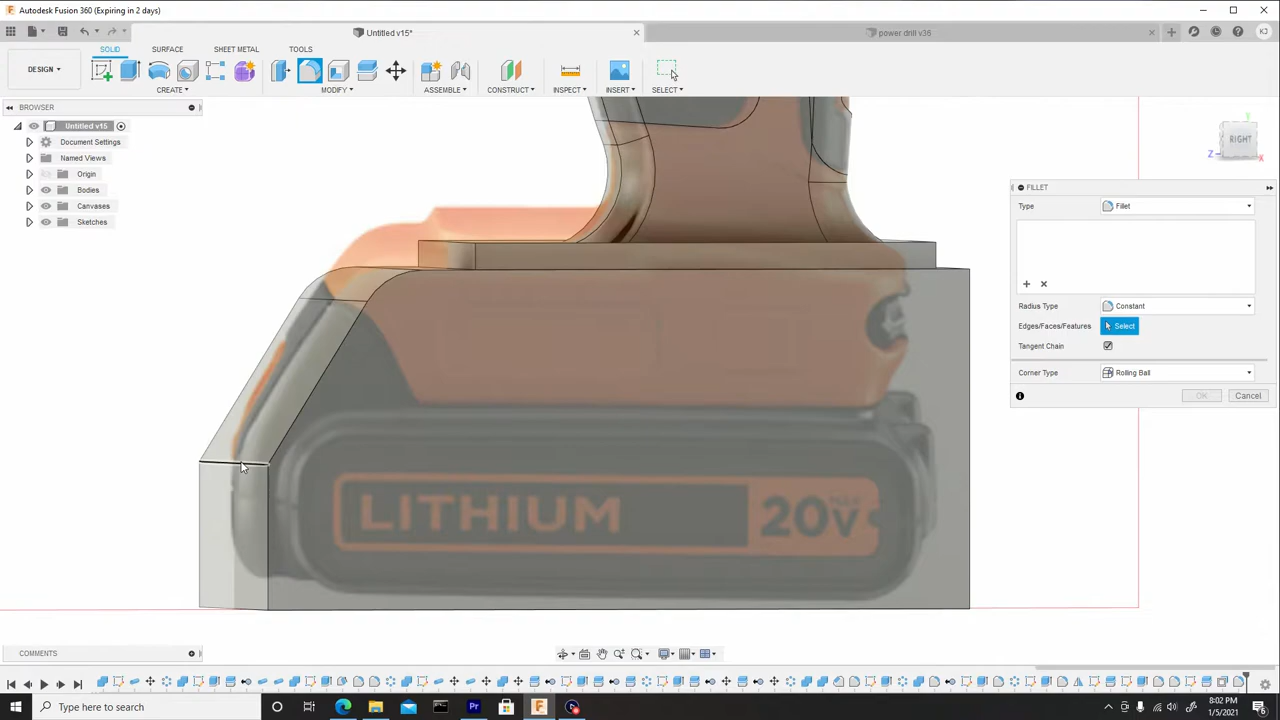 Autodesk Fusion 360 (Expiring in 2 days)
Untitled v15*
power drill v36
KJ
SOLID
SURFACE
SHEET METAL
TOOLS
DESIGN
CREATE
MODIFY
ASSEMBLE
CONSTRUCT
INSPECT
INSERT
SELECT
BROWSER
Untitled v15
Document Settings
Named Views
Origin
Bodies
Canvases
Sketches
Y
RIGHT
Z
X
FILLET
Type
Fillet
Radius Type
Constant
Edges/Faces/Features
Select
Tangent Chain
Corner Type
Rolling Ball
OK
Cancel
LITHIUM
20V
MAX
COMMENTS
Type here to search
8:02 PM
1/5/2021